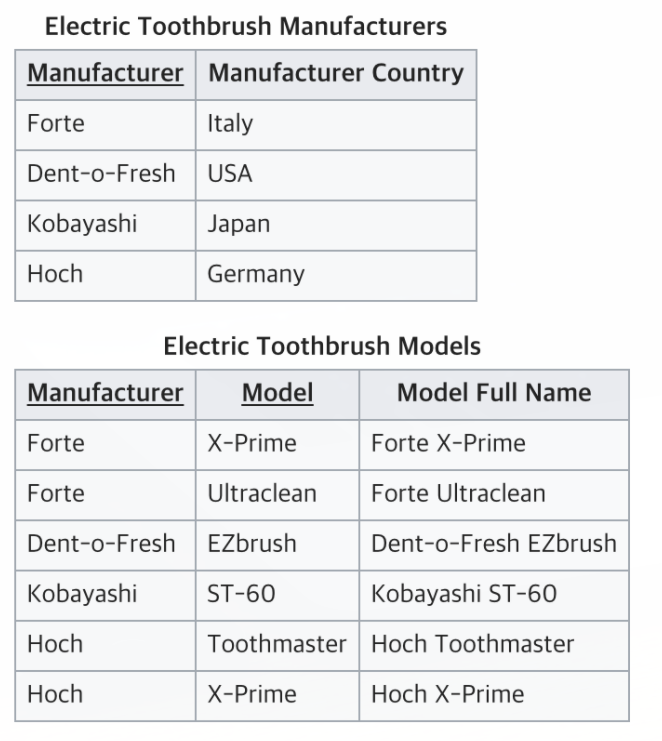 Electric Toothbrush Manufacturers
Manufacturer Manufacturer Country
Forte Italy
Dent-o-Fresh USA
Kobayashi Japan
Hoch Germany
Electric Toothbrush Models
Manufacturer Model Model Full Name
Forte X-Prime Forte X-Prime
Forte Ultraclean Forte Ultraclean
Dent-o-Fresh EZbrush Dent-o-Fresh EZbrush
Kobayashi ST-60 Kobayashi ST-60
Hoch Toothmaster Hoch Toothmaster
Hoch X-Prime Hoch X-Prime